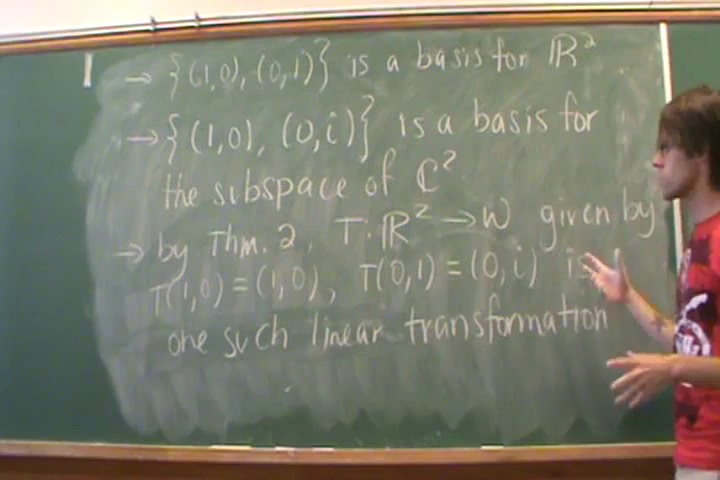 → {(1,0), (0,1)} is a basis for ℝ²
→ {(1,0), (0,i)} is a basis for
the subspace of ℂ²
→ by Thm. 2, T:ℝ² → W given by
T(1,0) = (1,0), T(0,1) = (0,i) is
one such linear transformation